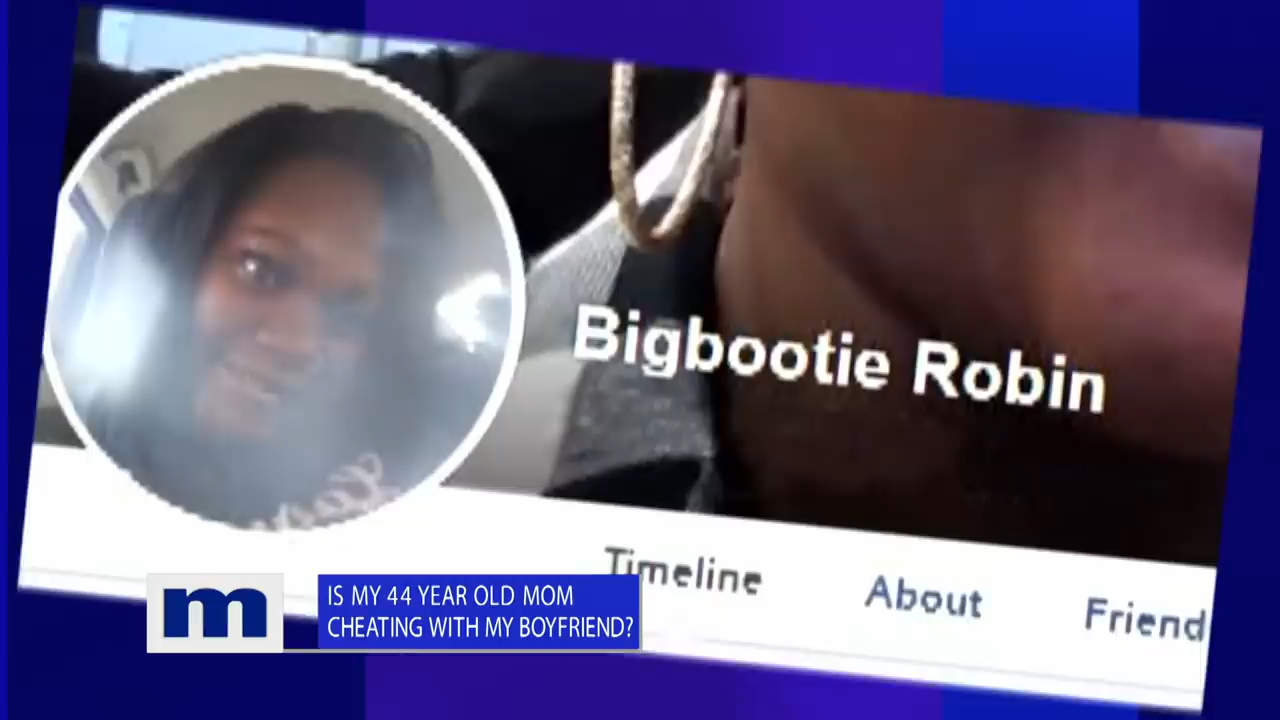 Bigbootie Robin
Timeline About Friend
m
IS MY 44 YEAR OLD MOM
CHEATING WITH MY BOYFRIEND?